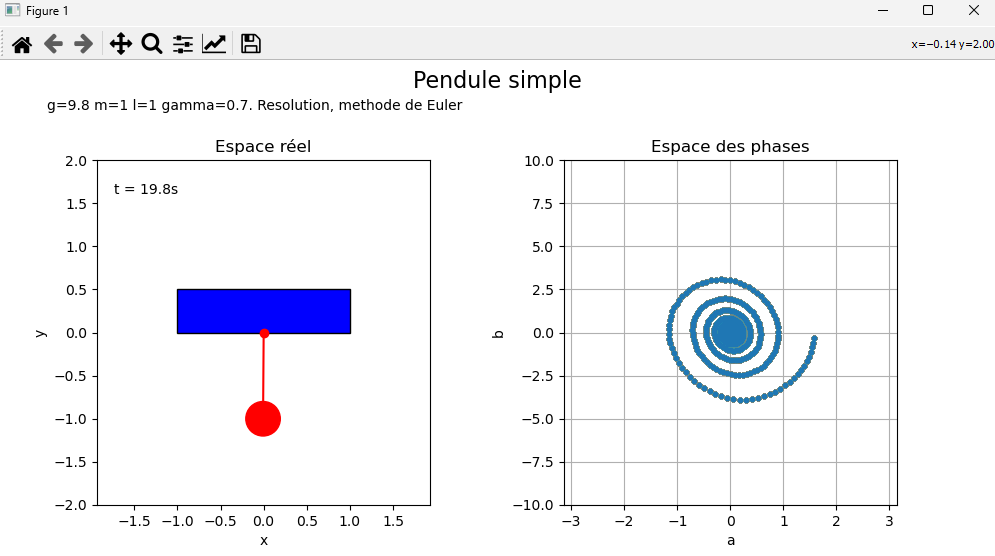 Figure 1
x=−0.14 y=2.00
Pendule simple
g=9.8 m=1 l=1 gamma=0.7. Resolution, methode de Euler
Espace réel
2.0
1.5
1.0
0.5
0.0
−0.5
−1.0
−1.5
−2.0
y
t = 19.8s
−1.5 −1.0 −0.5 0.0 0.5 1.0 1.5
x
Espace des phases
10.0
7.5
5.0
2.5
0.0
−2.5
−5.0
−7.5
−10.0
b
−3 −2 −1 0 1 2 3
a